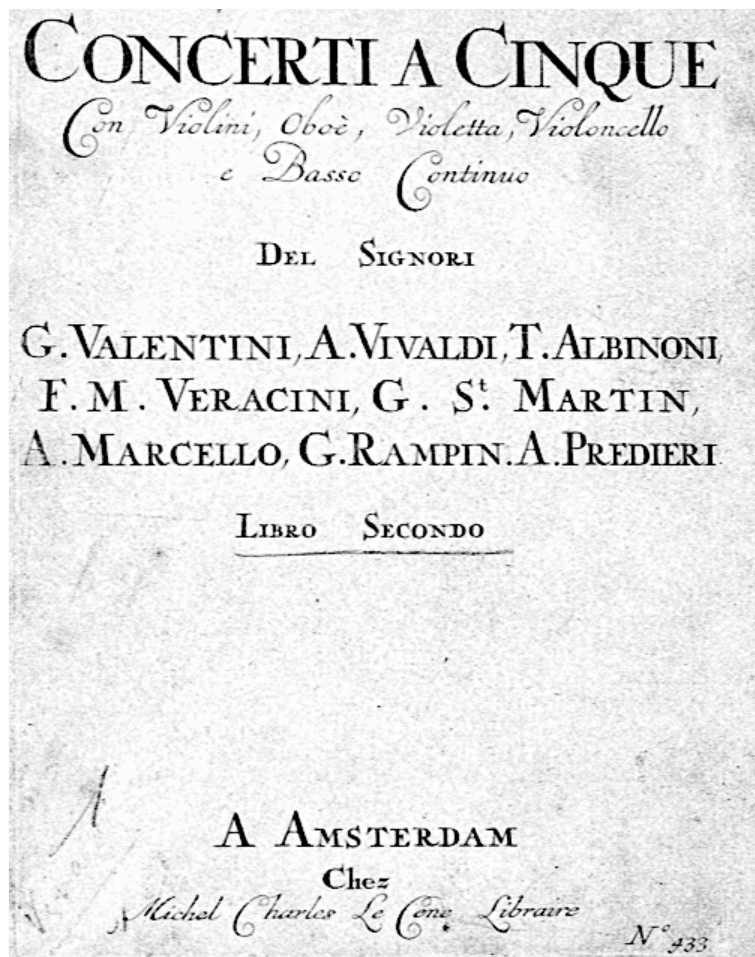 CONCERTI A CINQUE
Con Violini, Oboè, Violetta, Violoncello
e Basso Continuo
DEL SIGNORI
G. VALENTINI, A. VIVALDI, T. ALBINONI,
F. M. VERACINI, G. St. MARTIN,
A. MARCELLO, G. RAMPIN. A. PREDIERI
LIBRO SECONDO
A AMSTERDAM
Chez
Michel Charles Le Cene Libraire
N° 433